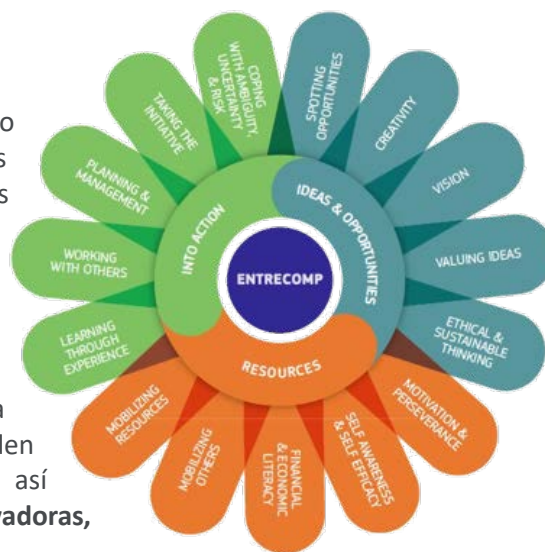 o
s
s
a
den
así
vadoras,
COPING
WITH AMBIGUITY,
UNCERTAINTY
& RISK
SPOTTING
OPPORTUNITIES
CREATIVITY
VISION
VALUING IDEAS
ETHICAL &
SUSTAINABLE
THINKING
MOTIVATION &
PERSEVERANCE
SELF AWARENESS
& SELF EFFICACY
FINANCIAL
& ECONOMIC
LITERACY
MOBILIZING
OTHERS
MOBILIZING
RESOURCES
LEARNING
THROUGH
EXPERIENCE
WORKING
WITH OTHERS
PLANNING &
MANAGEMENT
TAKING THE
INITIATIVE
INTO ACTION
IDEAS & OPPORTUNITIES
RESOURCES
ENTRECOMP